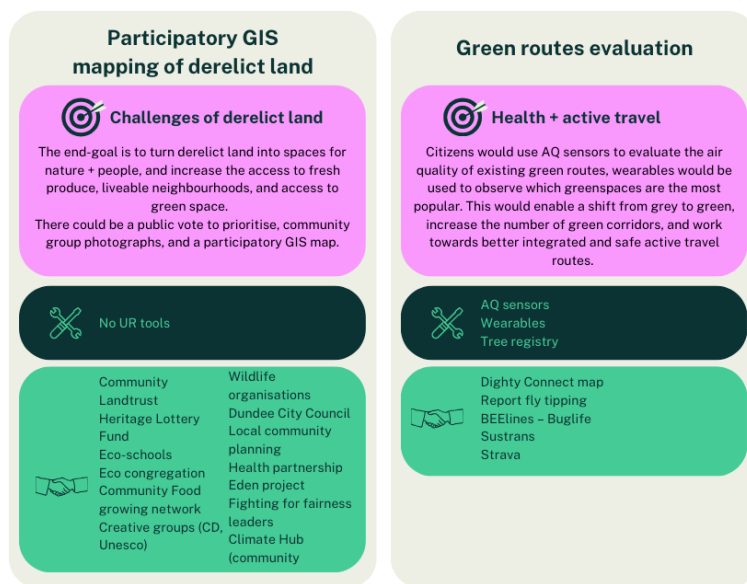 Participatory GIS
mapping of derelict land
Challenges of derelict land
The end-goal is to turn derelict land into spaces for
nature + people, and increase the access to fresh
produce, liveable neighbourhoods, and access to
green space.
There could be a public vote to prioritise, community
group photographs, and a participatory GIS map.
No UR tools
Community
Landtrust
Heritage Lottery
Fund
Eco-schools
Eco congregation
Community Food
growing network
Creative groups (CD,
Unesco)
Wildlife
organisations
Dundee City Council
Local community
planning
Health partnership
Eden project
Fighting for fairness
leaders
Climate Hub
(community
Green routes evaluation
Health + active travel
Citizens would use AQ sensors to evaluate the air
quality of existing green routes, wearables would be
used to observe which greenspaces are the most
popular. This would enable a shift from grey to green,
increase the number of green corridors, and work
towards better integrated and safe active travel
routes.
AQ sensors
Wearables
Tree registry
Dighty Connect map
Report fly tipping
BEElines – Buglife
Sustrans
Strava